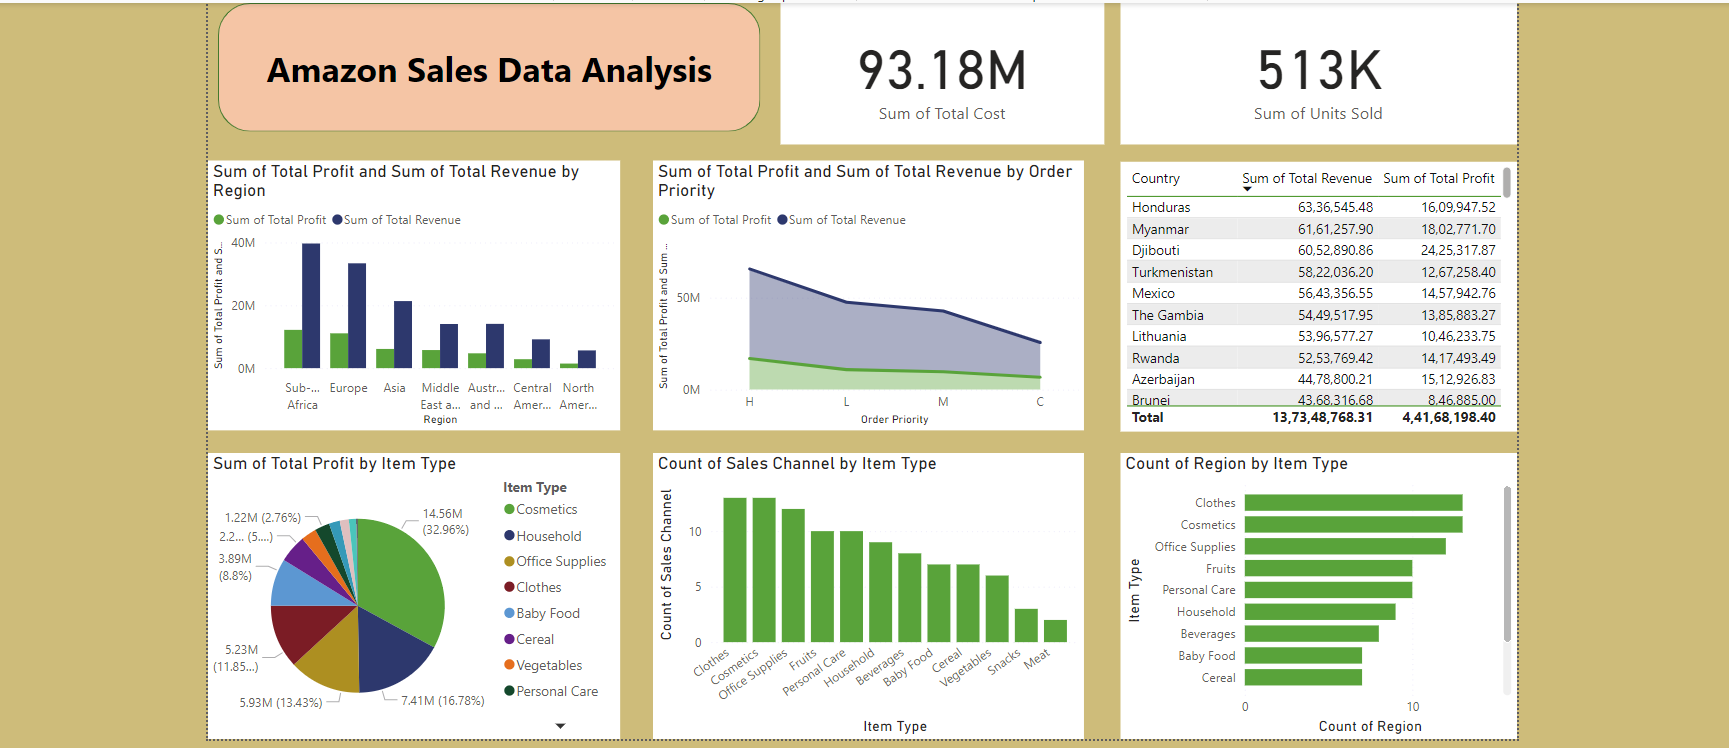 Amazon Sales Data Analysis
93.18M
Sum of Total Cost
513K
Sum of Units Sold
Sum of Total Profit and Sum of Total Revenue by
Region
Sum of Total Profit Sum of Total Revenue
Sum of Total Profit and S...
40M
20M
0M
Sub-... Europe Asia Middle Austr... Central North
Africa East a... and ... Amer... Amer...
Region
Sum of Total Profit and Sum of Total Revenue by Order
Priority
Sum of Total Profit Sum of Total Revenue
Sum of Total Profit and Sum ...
50M
0M
H L M C
Order Priority
Country Sum of Total Revenue Sum of Total Profit
Honduras 63,36,545.48 16,09,947.52
Myanmar 61,61,257.90 18,02,771.70
Djibouti 60,52,890.86 24,25,317.87
Turkmenistan 58,22,036.20 12,67,258.40
Mexico 56,43,356.55 14,57,942.76
The Gambia 54,49,517.95 13,85,883.27
Lithuania 53,96,577.27 10,46,233.75
Rwanda 52,53,769.42 14,17,493.49
Azerbaijan 44,78,800.21 15,12,926.83
Brunei 43,68,316.68 8,46,885.00
Total 13,73,48,768.31 4,41,68,198.40
Sum of Total Profit by Item Type
14.56M
(32.96%)
7.41M (16.78%)
5.93M (13.43%)
5.23M
(11.85...)
3.89M
(8.8%)
2.2... (5....)
1.22M (2.76%)
Item Type
Cosmetics
Household
Office Supplies
Clothes
Baby Food
Cereal
Vegetables
Personal Care
Count of Sales Channel by Item Type
Count of Sales Channel
10
5
0
Clothes
Cosmetics
Office Supplies
Fruits
Personal Care
Household
Beverages
Baby Food
Cereal
Vegetables
Snacks
Meat
Item Type
Count of Region by Item Type
Item Type
Clothes
Cosmetics
Office Supplies
Fruits
Personal Care
Household
Beverages
Baby Food
Cereal
0 10
Count of Region